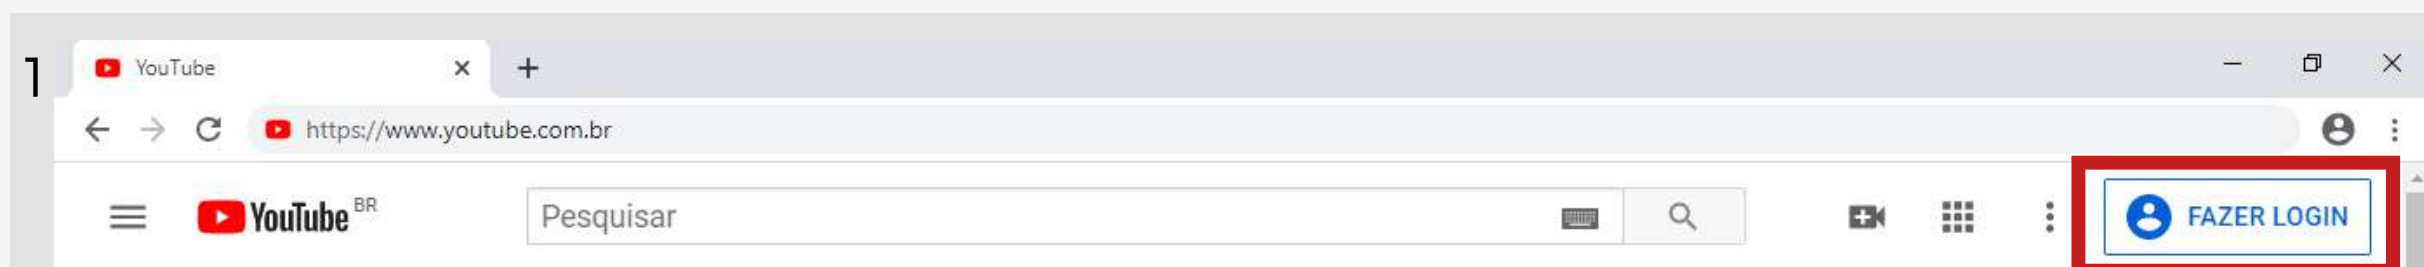 1
YouTube
https://www.youtube.com.br
YouTube BR
Pesquisar
FAZER LOGIN